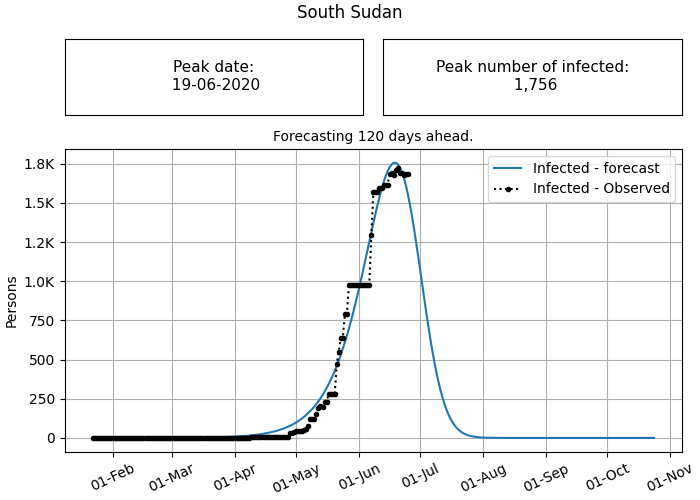 South Sudan
Peak date:
19-06-2020
Peak number of infected:
1,756
Forecasting 120 days ahead.
Infected - forecast
Infected - Observed
Persons
1.8K
1.5K
1.2K
1.0K
750
500
250
0
01-Feb
01-Mar
01-Apr
01-May
01-Jun
01-Jul
01-Aug
01-Sep
01-Oct
01-Nov